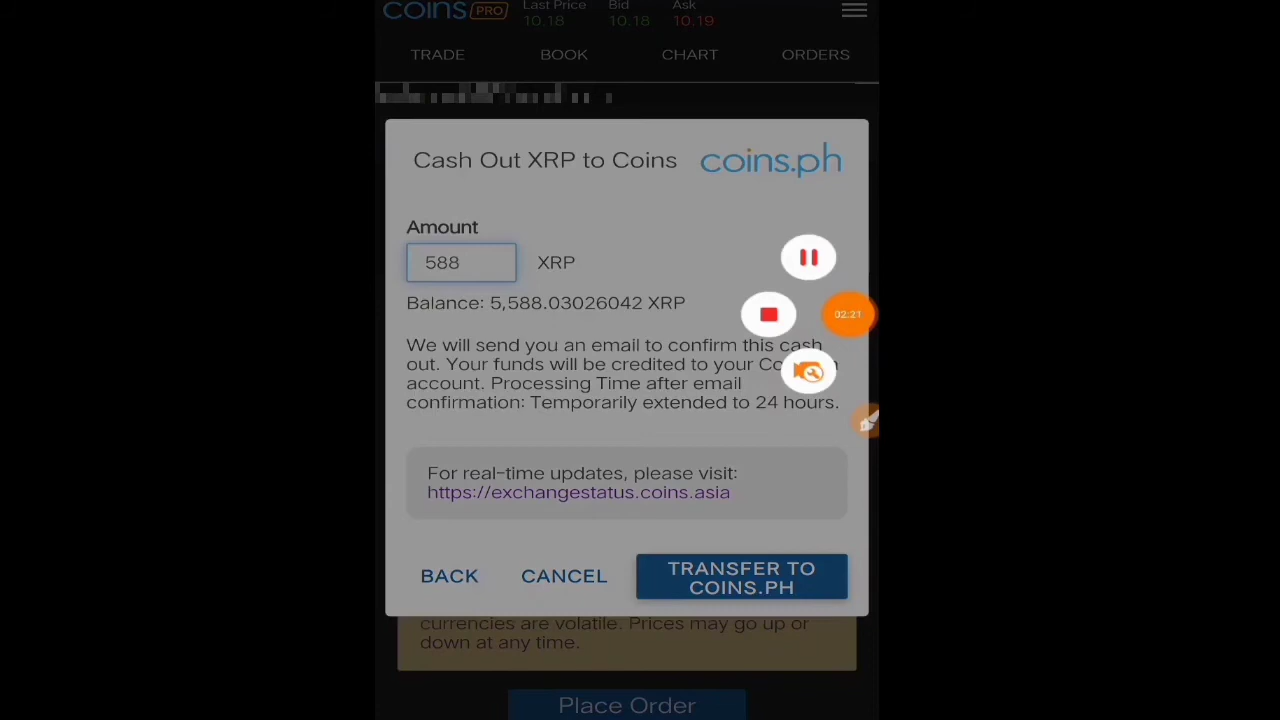 coins PRO
Last Price
Bid
Ask
10.18
10.18
10.19
TRADE
BOOK
CHART
ORDERS
Cash Out XRP to Coins
coins.ph
Amount
588
XRP
Balance: 5,588.03026042 XRP
02:21
We will send you an email to confirm this cash
out. Your funds will be credited to your
account. Processing Time after email
confirmation: Temporarily extended to 24 hours.
For real-time updates, please visit:
https://exchangestatus.coins.asia
BACK
CANCEL
TRANSFER TO
COINS.PH
currencies are volatile. Prices may go up or
down at any time.
Place Order